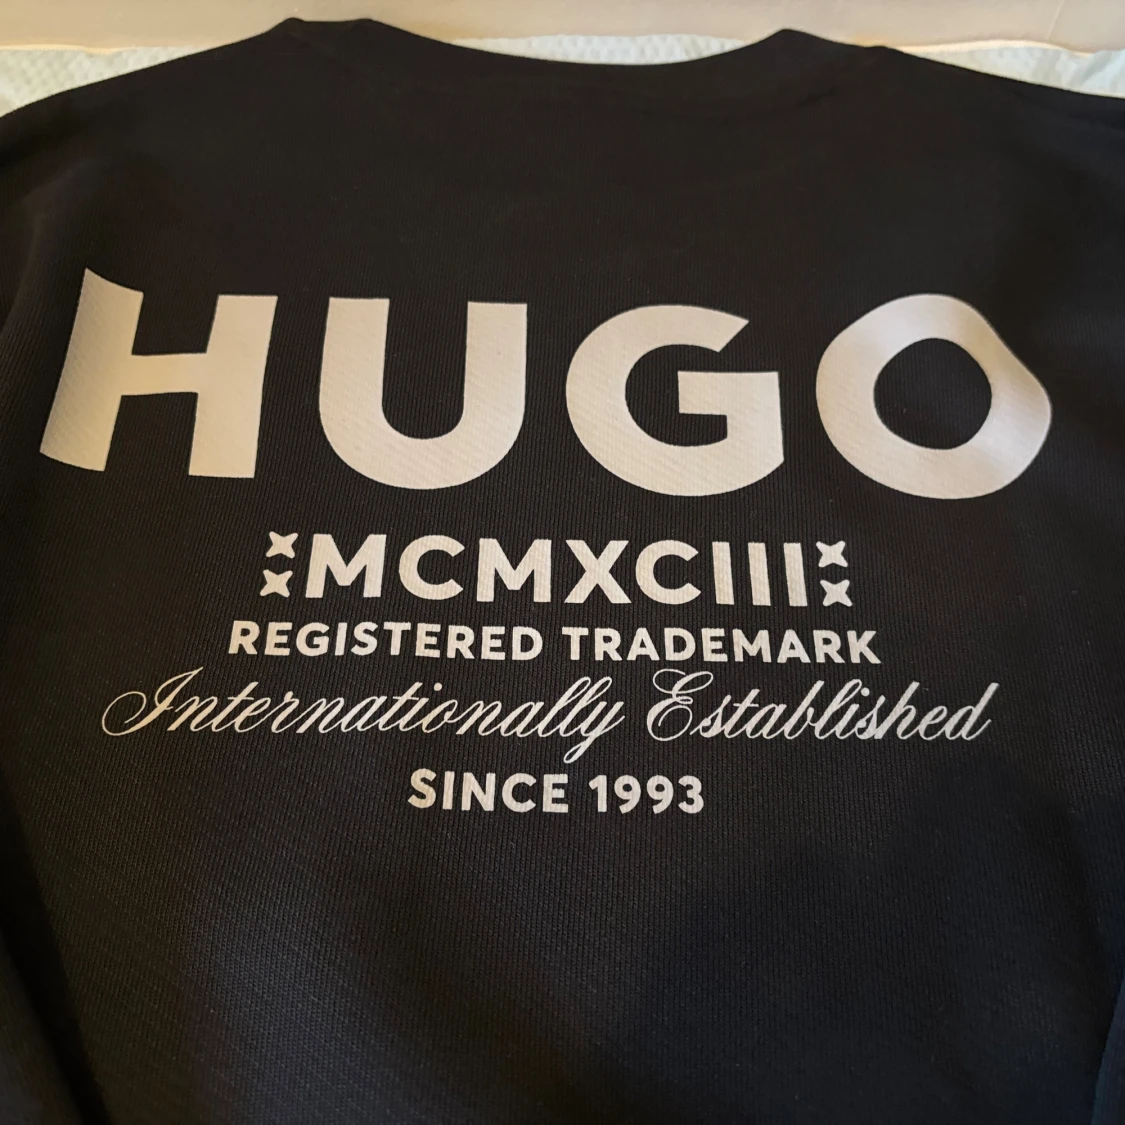 HUGO
MCMXCIII
REGISTERED TRADEMARK
Internationally Established
SINCE 1993